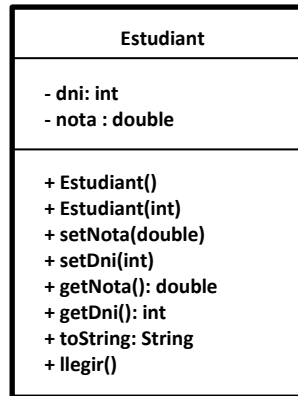 Estudiant
- dni: int
- nota : double
+ Estudiant()
+ Estudiant(int)
+ setNota(double)
+ setDni(int)
+ getNota(): double
+ getDni(): int
+ toString: String
+ llegir()